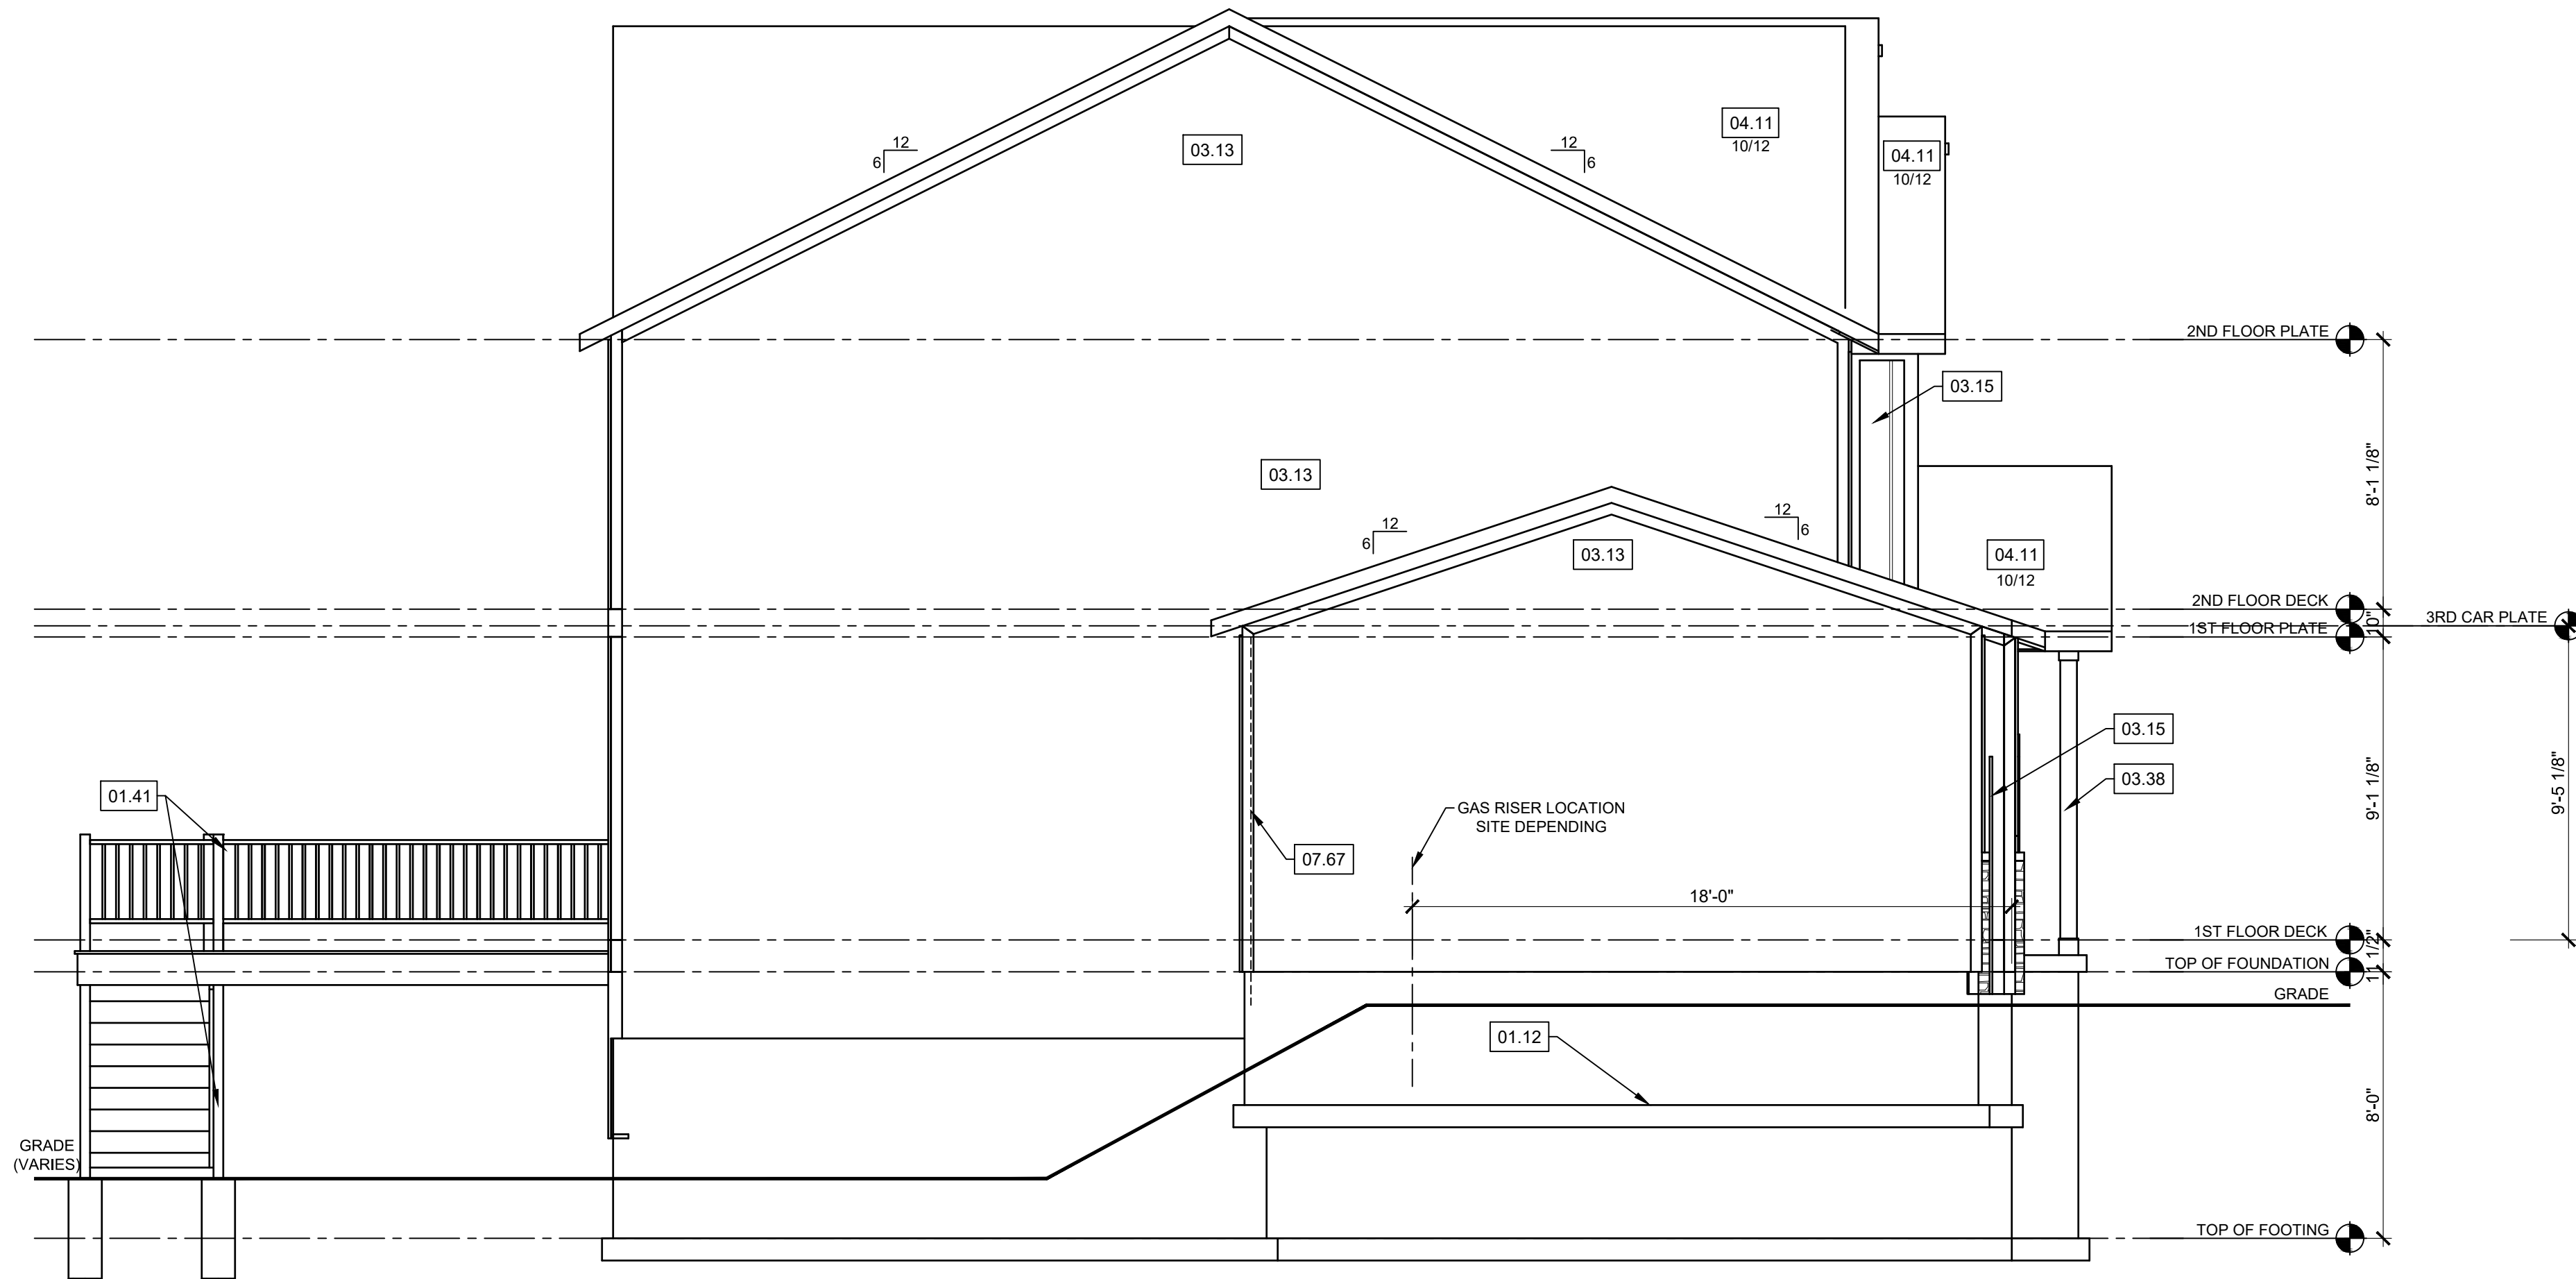 12
6
03.13
12
6
04.11
10/12
04.11
10/12
2ND FLOOR PLATE
03.15
8'-1 1/8"
03.13
12
6
12
6
03.13
04.11
10/12
2ND FLOOR DECK
10"
3RD CAR PLATE
1ST FLOOR PLATE
03.15
03.38
9'-1 1/8"
9'-5 1/8"
01.41
GAS RISER LOCATION
SITE DEPENDING
07.67
18'-0"
1ST FLOOR DECK
11 1/2"
TOP OF FOUNDATION
GRADE
01.12
8'-0"
GRADE
(VARIES)
TOP OF FOOTING